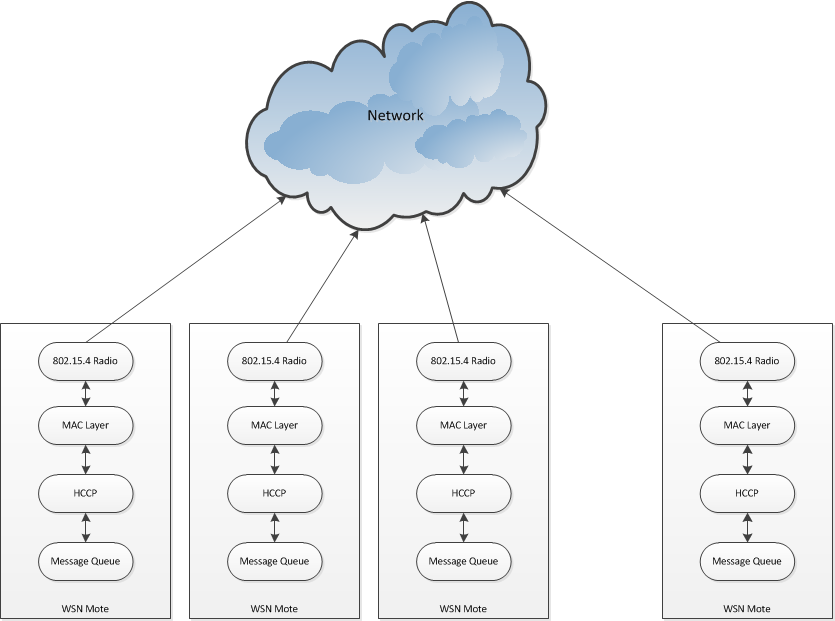 Network
802.15.4 Radio
MAC Layer
HCCP
Message Queue
WSN Mote
802.15.4 Radio
MAC Layer
HCCP
Message Queue
WSN Mote
802.15.4 Radio
MAC Layer
HCCP
Message Queue
WSN Mote
802.15.4 Radio
MAC Layer
HCCP
Message Queue
WSN Mote